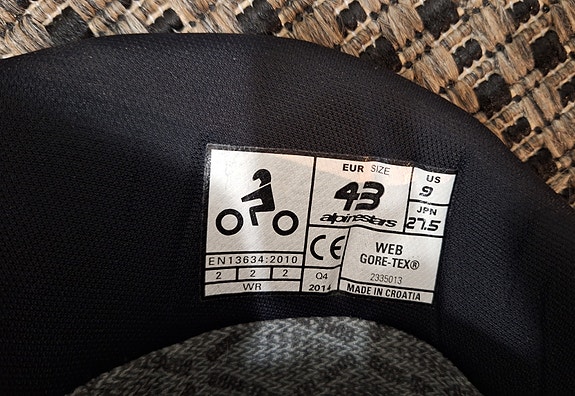 EN13634:2010
2 2 2
WR
EUR SIZE
43
alpinestars
US
9
JPN
27.5
CE
Q4
2014
WEB
GORE-TEX®
2335013
MADE IN CROATIA